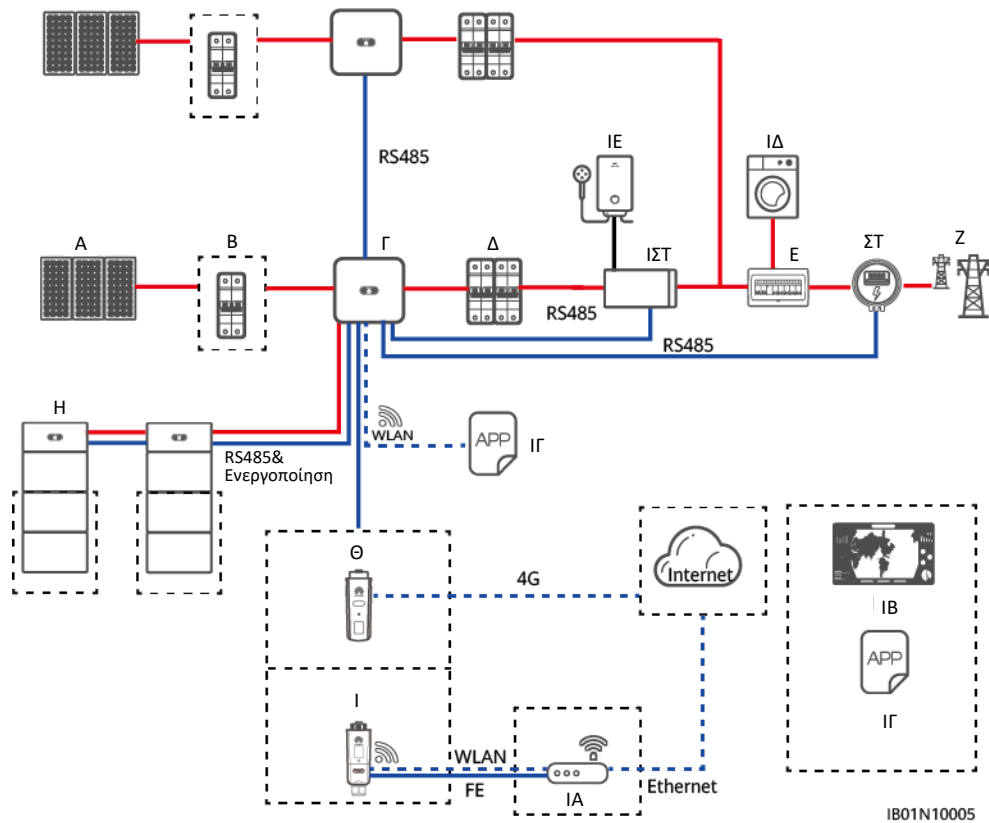 RS485
ΙΕ
ΙΔ
Α
Β
Γ
Δ
ΙΣΤ
Ε
ΣΤ
Ζ
RS485
RS485
Η
WLAN
APP
ΙΓ
RS485&
Ενεργοποίηση
Θ
4G
Internet
ΙΒ
APP
ΙΓ
Ι
WLAN
FE
ΙΑ
Ethernet
IB01N10005